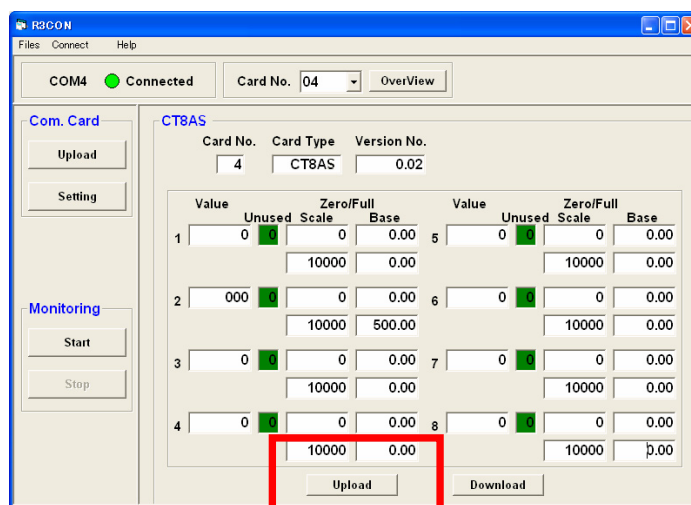 R3CON
Files Connect Help
COM4 Connected Card No. 04 OverView
Com. Card
Upload
Setting
Monitoring
Start
Stop
CT8AS
Card No. Card Type Version No.
4 CT8AS 0.02
Value Zero/Full Value Zero/Full
Unused Scale Base Unused Scale Base
1 0 0 0 0.00 5 0 0 0 0.00
10000 0.00 10000 0.00
2 000 0 0 0.00 6 0 0 0 0.00
10000 500.00 10000 0.00
3 0 0 0 0.00 7 0 0 0 0.00
10000 0.00 10000 0.00
4 0 0 0 0.00 8 0 0 0 0.00
10000 0.00 10000 0.00
Upload Download